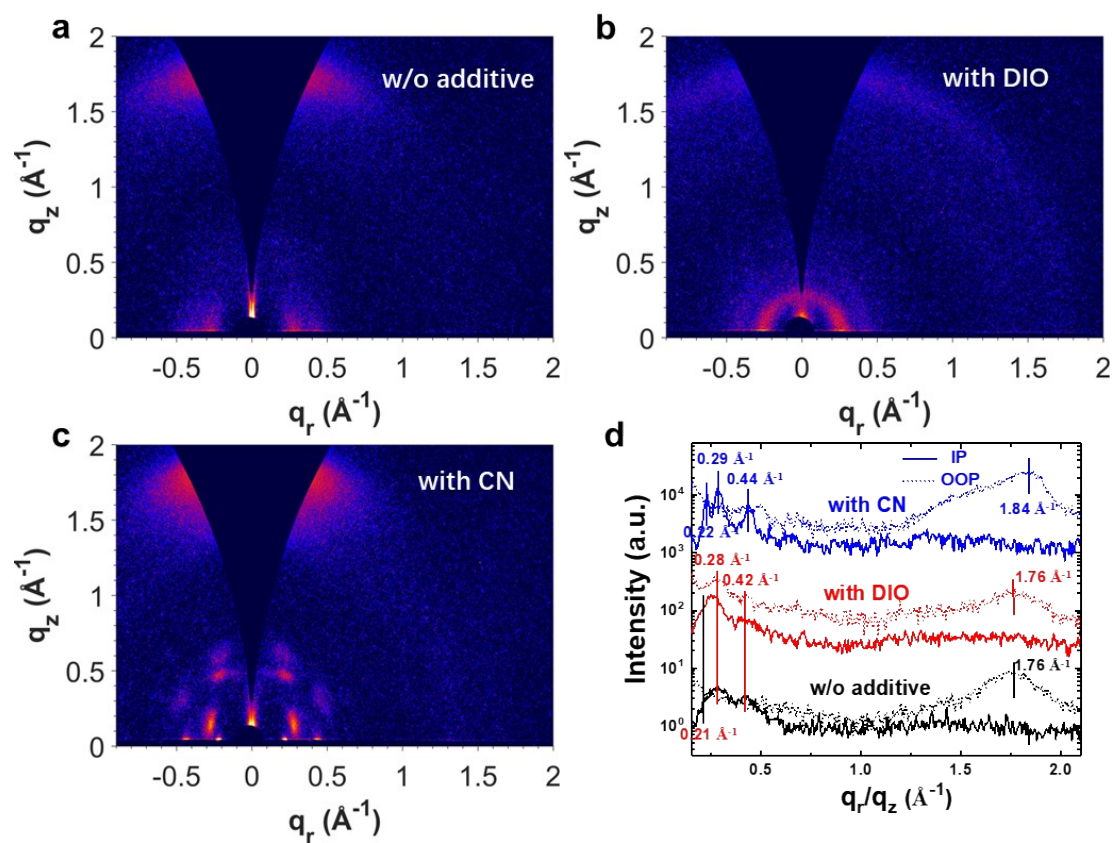 a
w/o additive
2
1.5
1
0.5
0
-0.5 0 0.5 1 1.5 2
q_z (Å⁻¹)
q_r (Å⁻¹)
b
with DIO
2
1.5
1
0.5
0
-0.5 0 0.5 1 1.5 2
q_z (Å⁻¹)
q_r (Å⁻¹)
c
with CN
2
1.5
1
0.5
0
-0.5 0 0.5 1 1.5 2
q_z (Å⁻¹)
q_r (Å⁻¹)
d
0.29 Å⁻¹
IP
0.44 Å⁻¹
OOP
with CN
1.84 Å⁻¹
0.22 Å⁻¹
0.28 Å⁻¹
0.42 Å⁻¹
with DIO
1.76 Å⁻¹
w/o additive
1.76 Å⁻¹
0.21 Å⁻¹
10⁴
10³
10²
10¹
10⁰
Intensity (a.u.)
0.5 1.0 1.5 2.0
q_r/q_z (Å⁻¹)